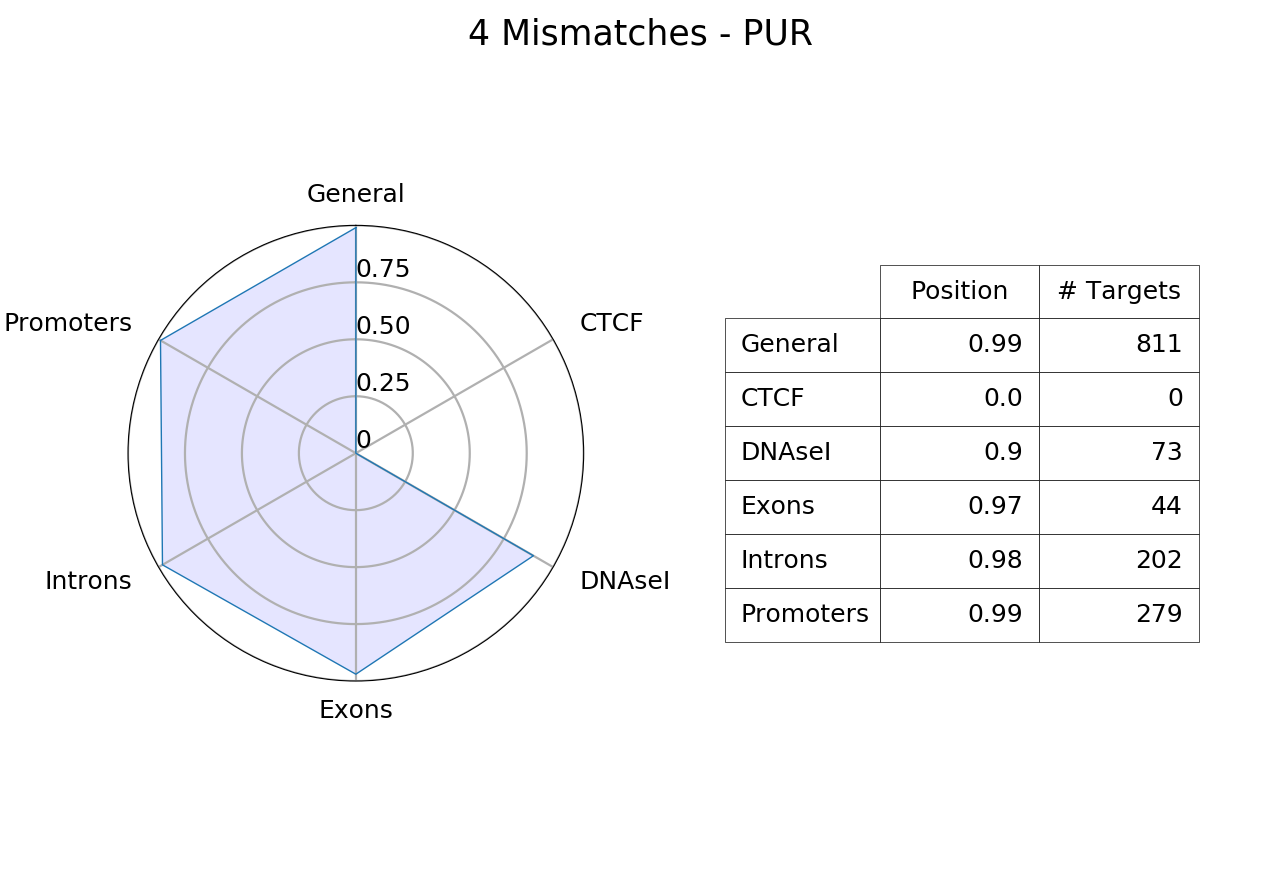 4 Mismatches - PUR
General
CTCF
DNAseI
Exons
Introns
Promoters
0.75
0.50
0.25
0
Position # Targets
General 0.99 811
CTCF 0.0 0
DNAseI 0.9 73
Exons 0.97 44
Introns 0.98 202
Promoters 0.99 279